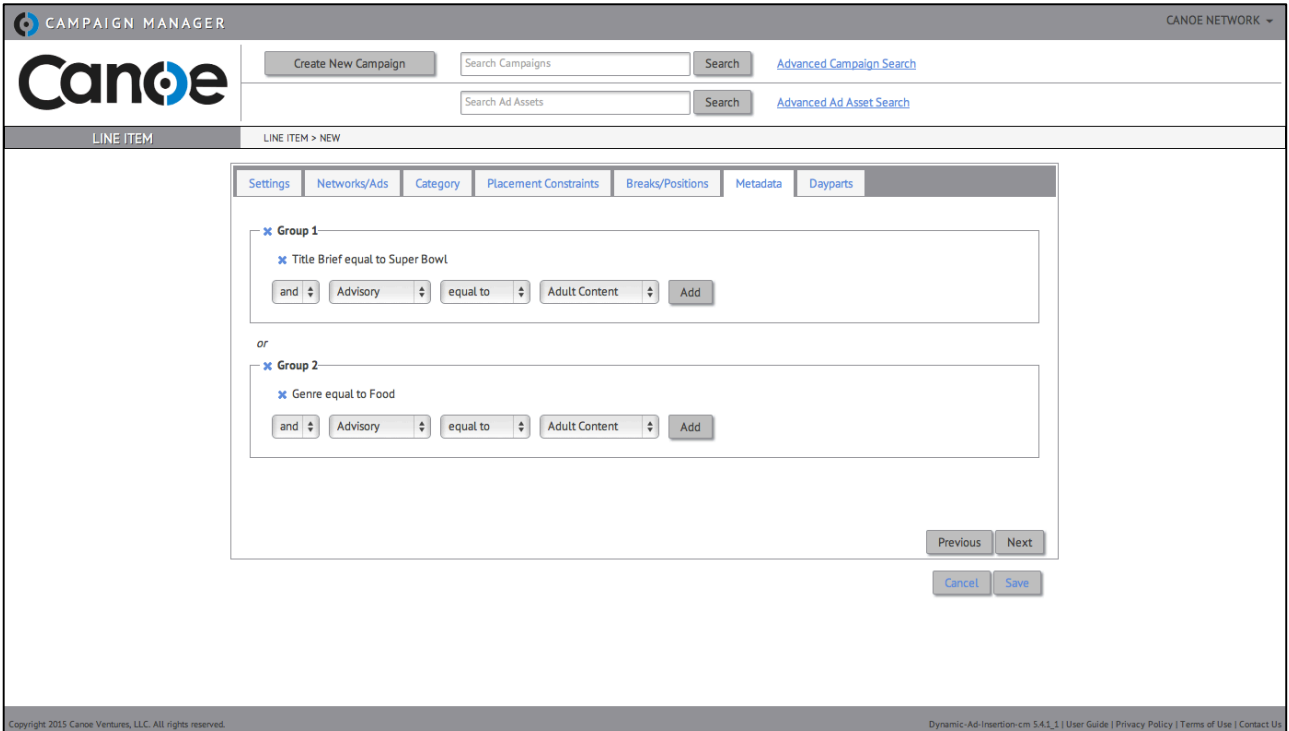 CAMPAIGN MANAGER
CANOE NETWORK
Canoe
Create New Campaign
Search Campaigns
Search
Advanced Campaign Search
Search Ad Assets
Search
Advanced Ad Asset Search
LINE ITEM
LINE ITEM > NEW
Settings
Networks/Ads
Category
Placement Constraints
Breaks/Positions
Metadata
Dayparts
Group 1
Title Brief equal to Super Bowl
and Advisory equal to Adult Content Add
or
Group 2
Genre equal to Food
and Advisory equal to Adult Content Add
Previous Next
Cancel Save
Copyright 2015 Canoe Ventures, LLC. All rights reserved.
Dynamic-Ad-Insertion-cm 5.4.1_1 | User Guide | Privacy Policy | Terms of Use | Contact Us